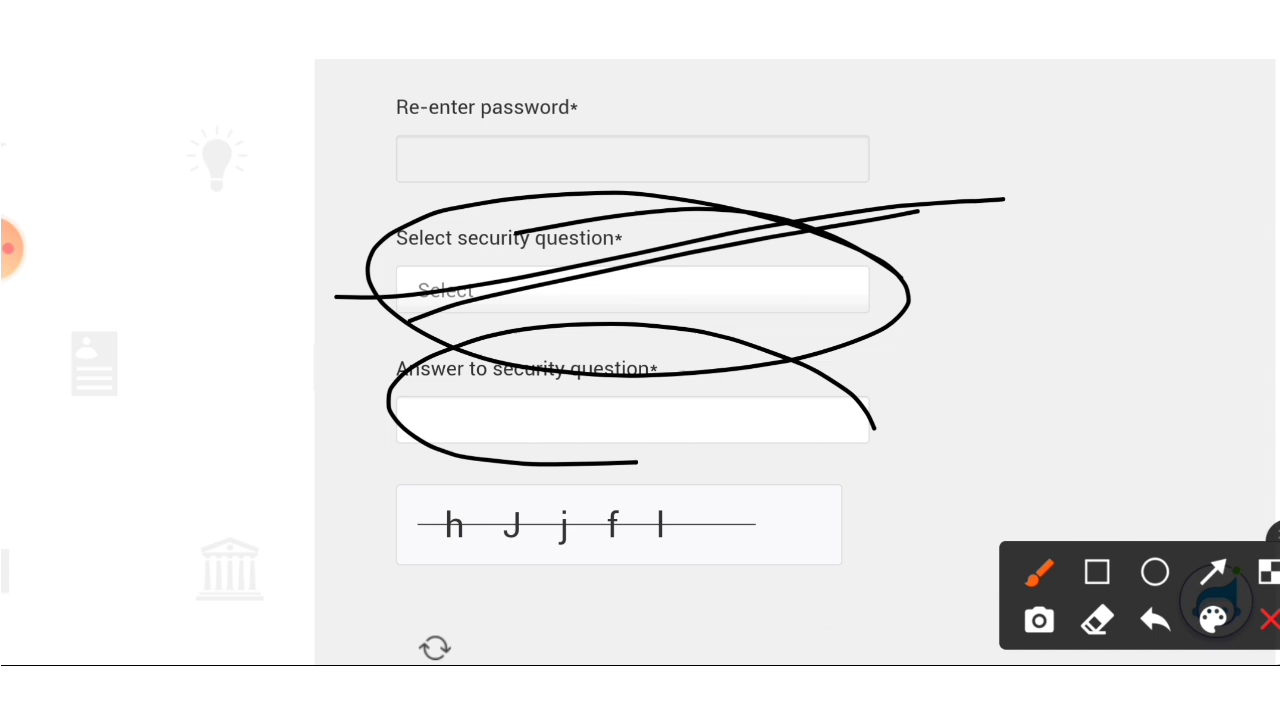 Re-enter password*
Select security question*
Select
Answer to security question*
h J j f l